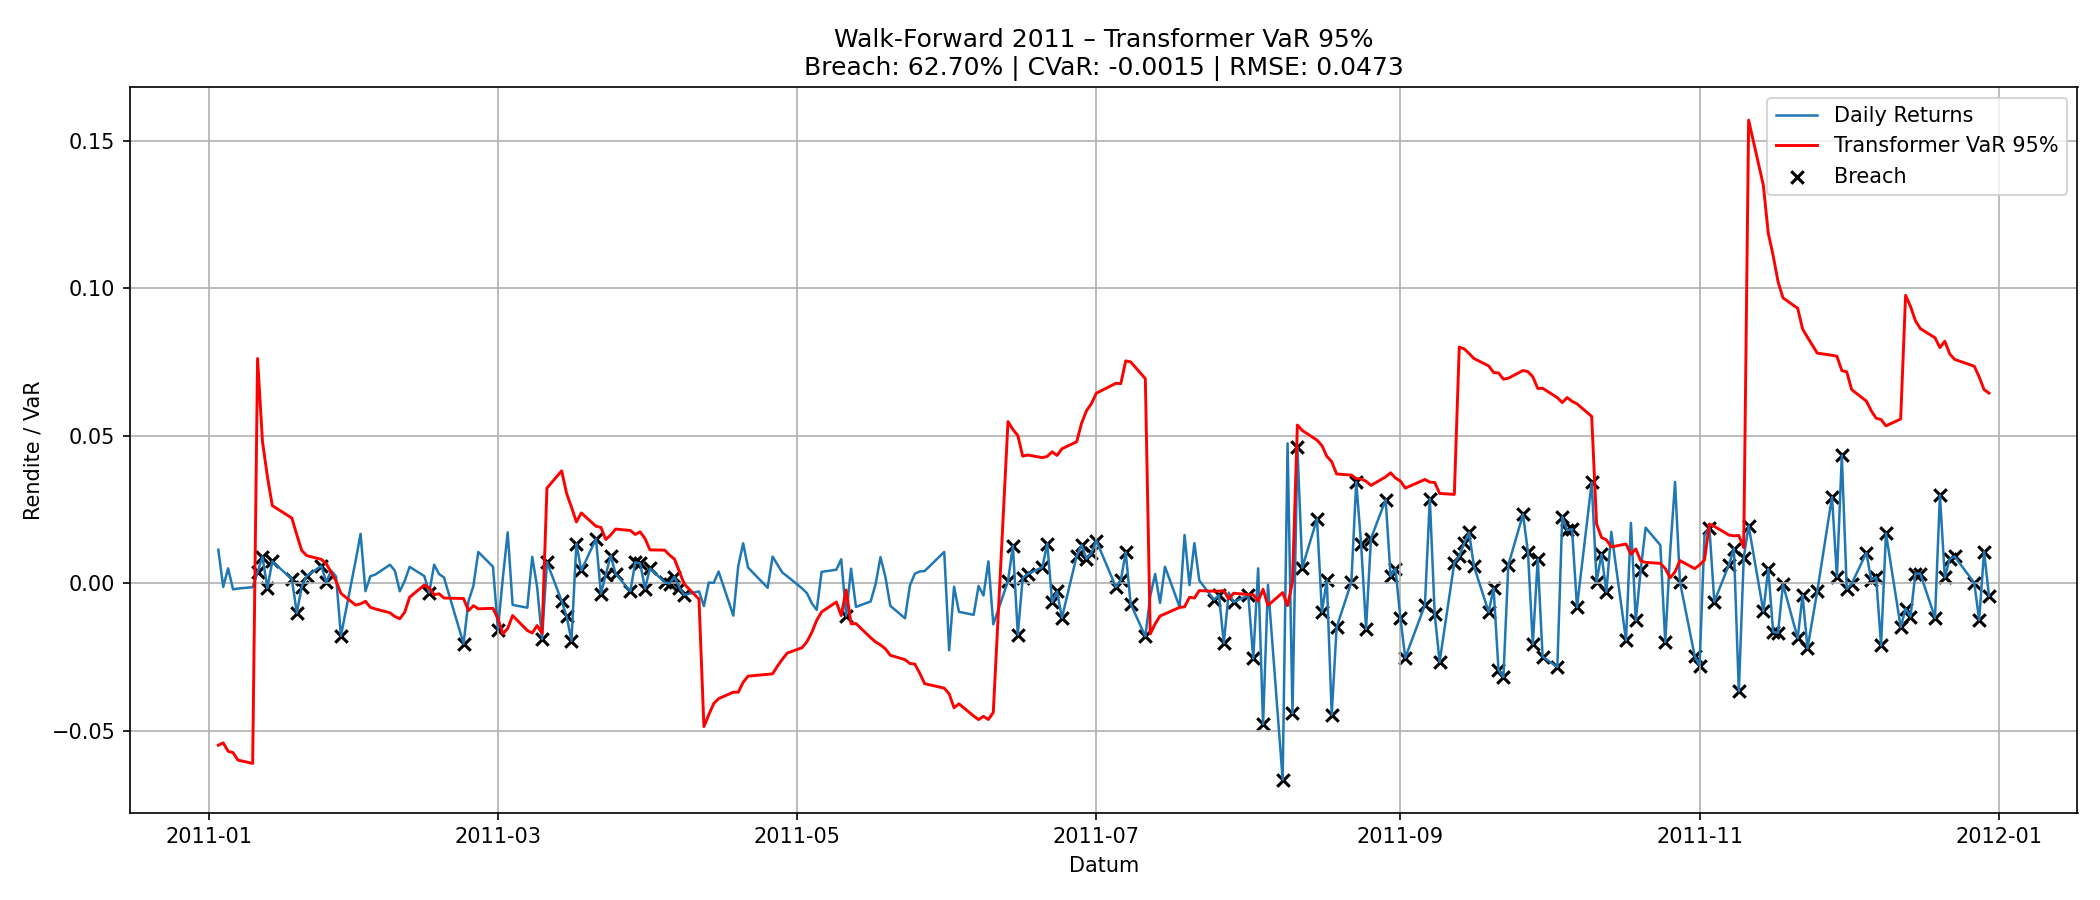 Walk-Forward 2011 – Transformer VaR 95%
Breach: 62.70% | CVaR: -0.0015 | RMSE: 0.0473
Daily Returns
Transformer VaR 95%
Breach
Rendite / VaR
0.15
0.10
0.05
0.00
−0.05
2011-01
2011-03
2011-05
2011-07
2011-09
2011-11
2012-01
Datum